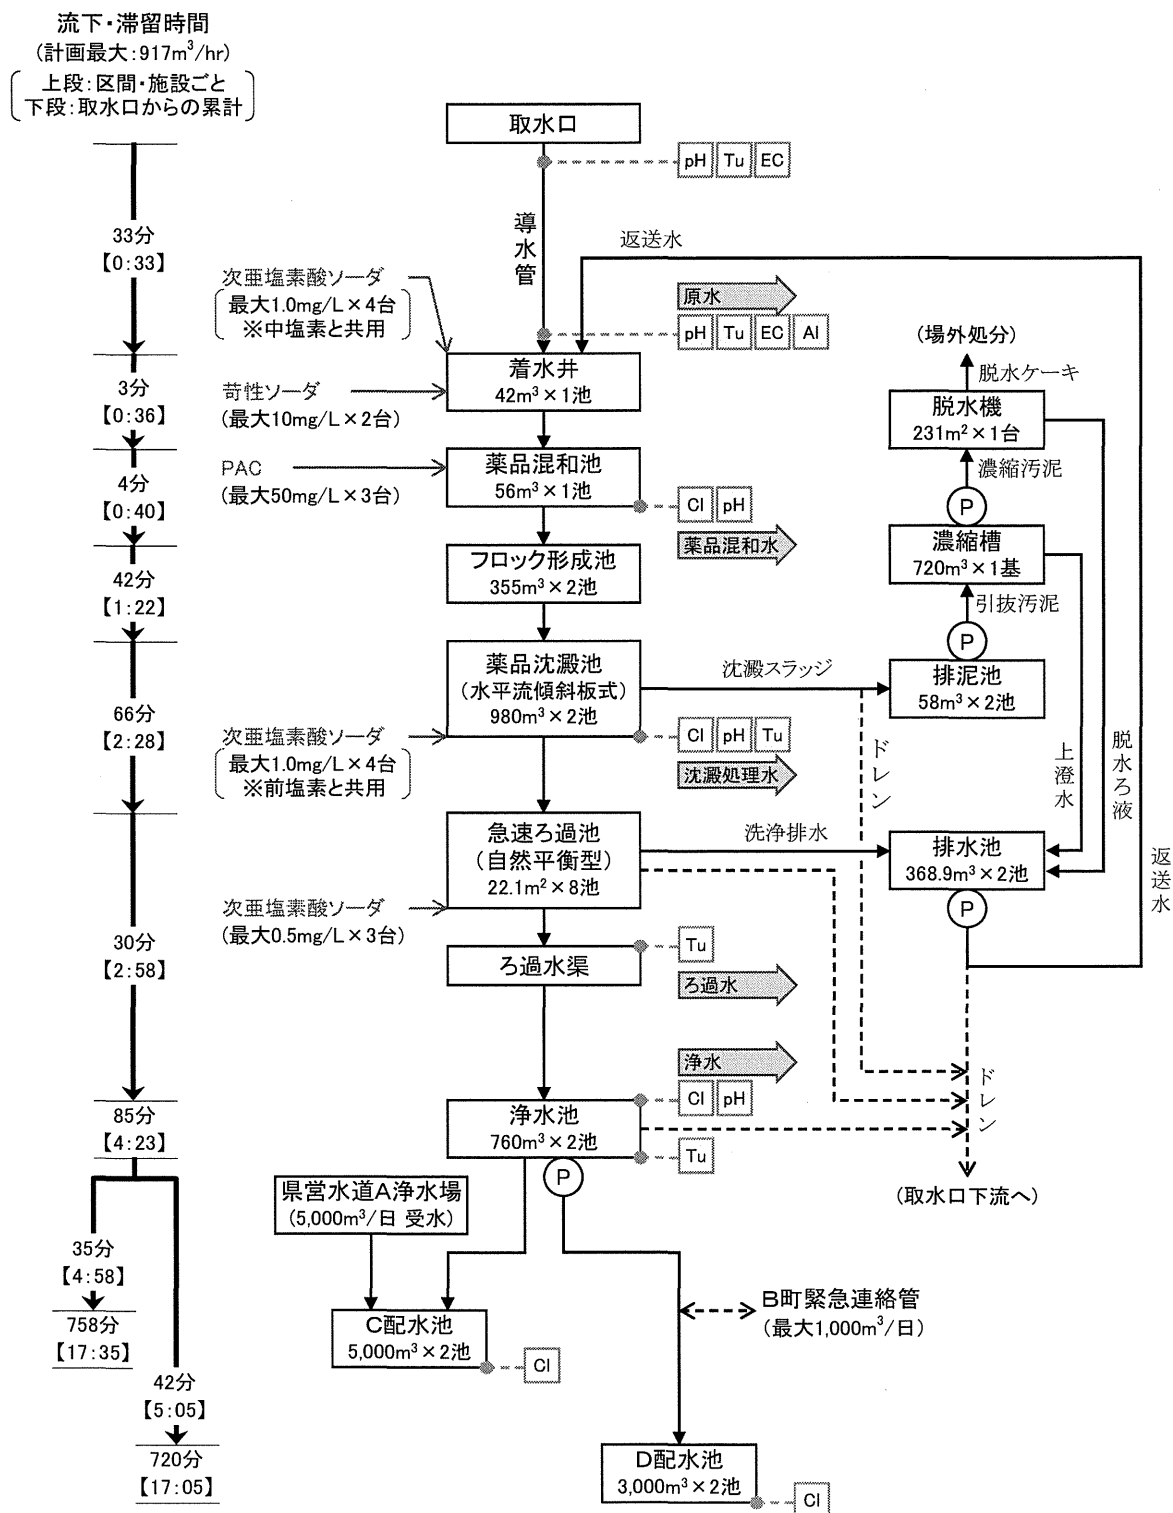 流下・滞留時間
(計画最大：917m³/hr)
上段：区間・施設ごと
下段：取水口からの累計
33分
【0:33】
3分
【0:36】
4分
【0:40】
42分
【1:22】
66分
【2:28】
30分
【2:58】
85分
【4:23】
35分
【4:58】
758分
【17:35】
42分
【5:05】
720分
【17:05】
取水口
pH Tu EC
導水管
返送水
次亜塩素酸ソーダ
最大1.0mg/L×4台
※中塩素と共用
原水
pH Tu EC Al
着水井
42m³×1池
苛性ソーダ
(最大10mg/L×2台)
PAC
(最大50mg/L×3台)
薬品混和池
56m³×1池
Cl pH
薬品混和水
フロック形成池
355m³×2池
薬品沈澱池
(水平流傾斜板式)
980m³×2池
沈澱スラッジ
次亜塩素酸ソーダ
最大1.0mg/L×4台
※前塩素と共用
Cl pH Tu
沈澱処理水
ドレン
急速ろ過池
(自然平衡型)
22.1m²×8池
洗浄排水
次亜塩素酸ソーダ
(最大0.5mg/L×3台)
Tu
ろ過水渠
ろ過水
浄水
Cl pH
浄水池
760m³×2池
Tu
P
(場外処分)
脱水ケーキ
脱水機
231m²×1台
濃縮汚泥
P
濃縮槽
720m³×1基
引抜汚泥
P
排泥池
58m³×2池
上澄水
脱水ろ液
排水池
368.9m³×2池
P
返送水
ドレン
(取水口下流へ)
県営水道A浄水場
(5,000m³/日 受水)
B町緊急連絡管
(最大1,000m³/日)
C配水池
5,000m³×2池
Cl
D配水池
3,000m³×2池
Cl